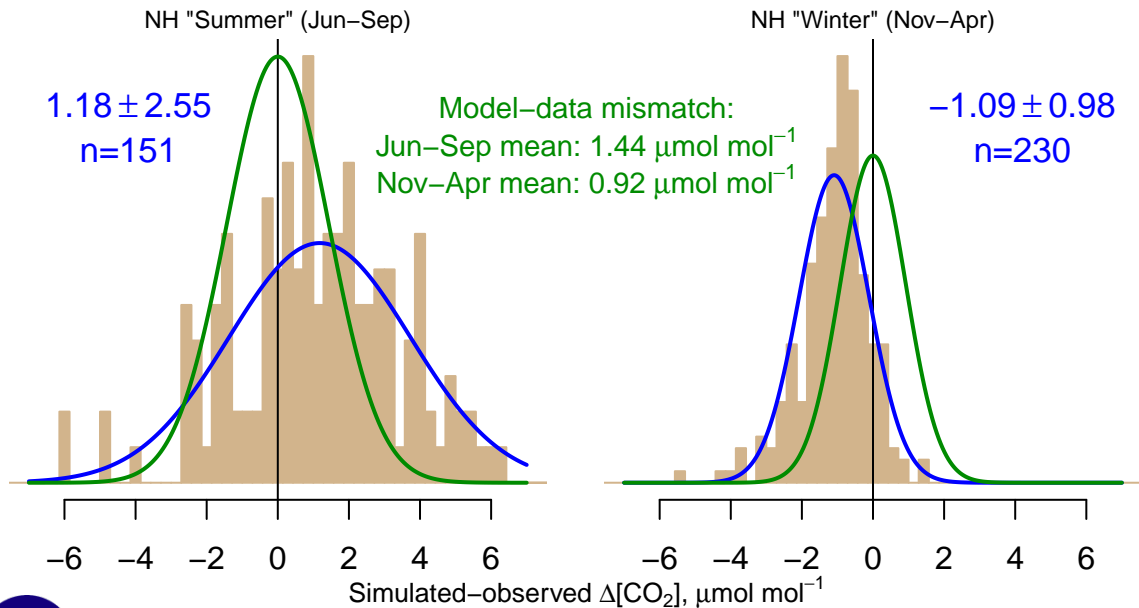 NH "Summer" (Jun−Sep)
1.18 ± 2.55
n=151
Model−data mismatch:
Jun−Sep mean: 1.44 μmol mol⁻¹
Nov−Apr mean: 0.92 μmol mol⁻¹
NH "Winter" (Nov−Apr)
−1.09 ± 0.98
n=230
−6 −4 −2 0 2 4 6
−6 −4 −2 0 2 4 6
Simulated−observed Δ[CO₂], μmol mol⁻¹